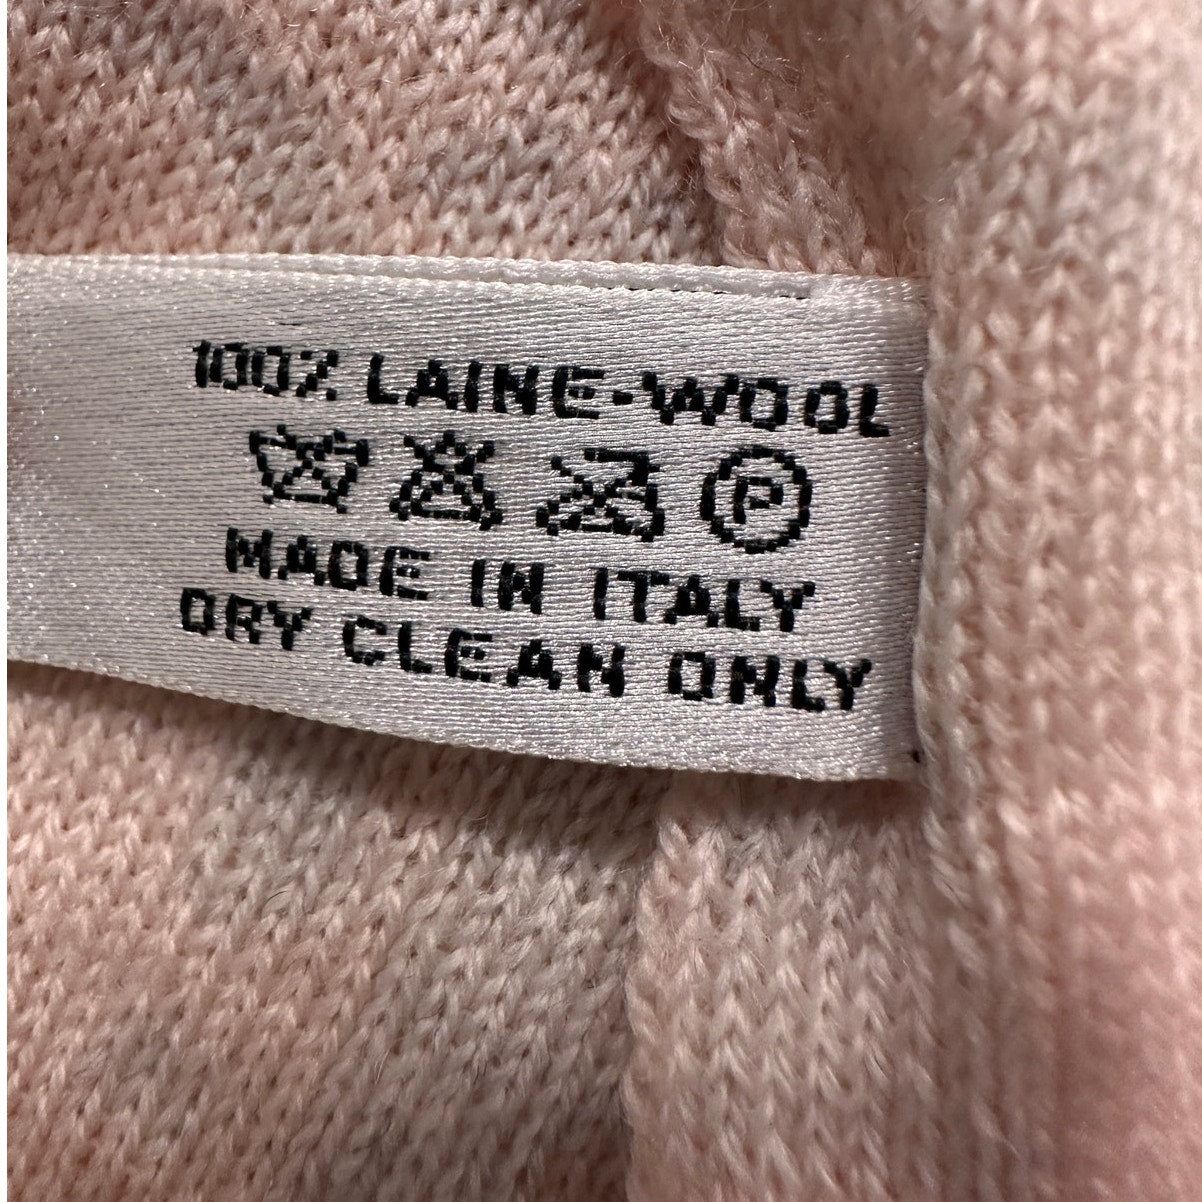 100% LAINE-WOOL
P
MADE IN ITALY
DRY CLEAN ONLY